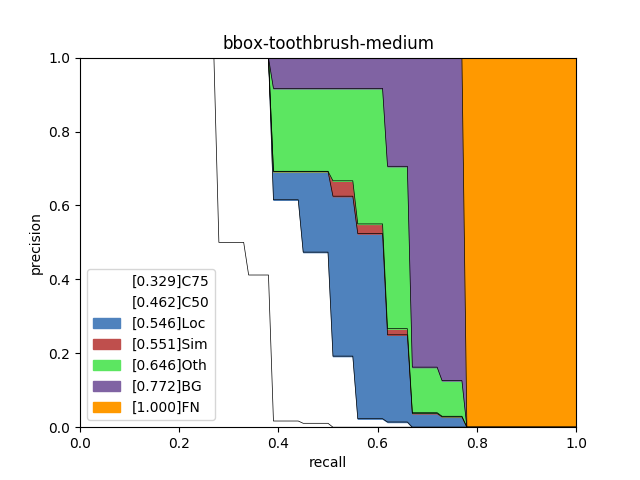 bbox-toothbrush-medium
1.0
0.8
0.6
0.4
0.2
0.0
precision
[0.329]C75
[0.462]C50
[0.546]Loc
[0.551]Sim
[0.646]Oth
[0.772]BG
[1.000]FN
0.0 0.2 0.4 0.6 0.8 1.0
recall